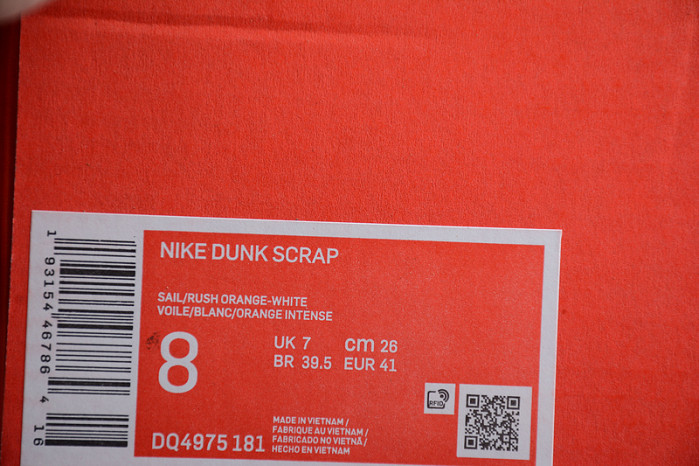 NIKE DUNK SCRAP
SAIL/RUSH ORANGE-WHITE
VOILE/BLANC/ORANGE INTENSE
8
UK 7 cm 26
BR 39.5 EUR 41
RFID
DQ4975 181
MADE IN VIETNAM /
FABRIQUE AU VIETNAM /
FABRICADO NO VIETNÃ /
HECHO EN VIETNAM
1 93154 46786 4 16